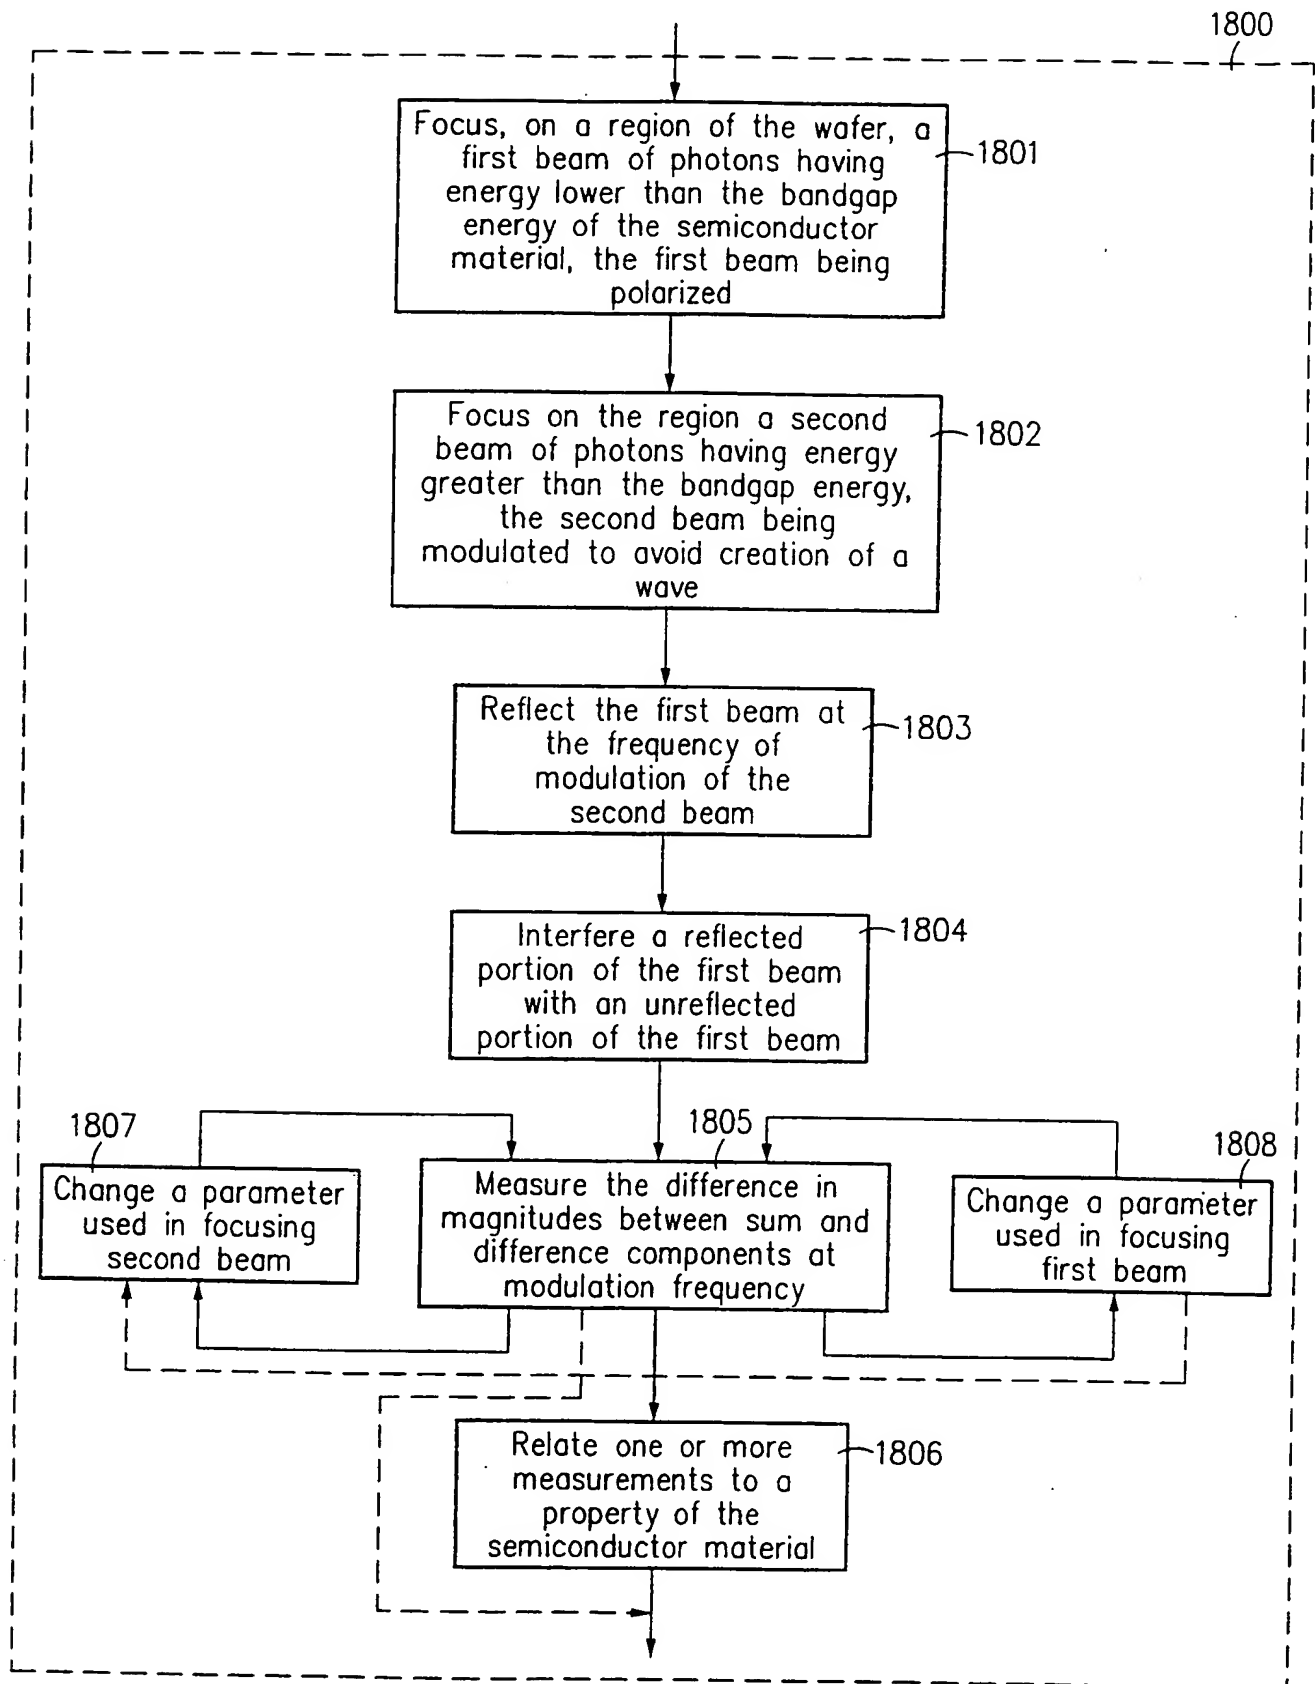 1800
Focus, on a region of the wafer, a
first beam of photons having
energy lower than the bandgap
energy of the semiconductor
material, the first beam being
polarized
1801
Focus on the region a second
beam of photons having energy
greater than the bandgap energy,
the second beam being
modulated to avoid creation of a
wave
1802
Reflect the first beam at
the frequency of
modulation of the
second beam
1803
Interfere a reflected
portion of the first beam
with an unreflected
portion of the first beam
1804
1807
Change a parameter
used in focusing
second beam
1805
Measure the difference in
magnitudes between sum and
difference components at
modulation frequency
1808
Change a parameter
used in focusing
first beam
Relate one or more
measurements to a
property of the
semiconductor material
1806